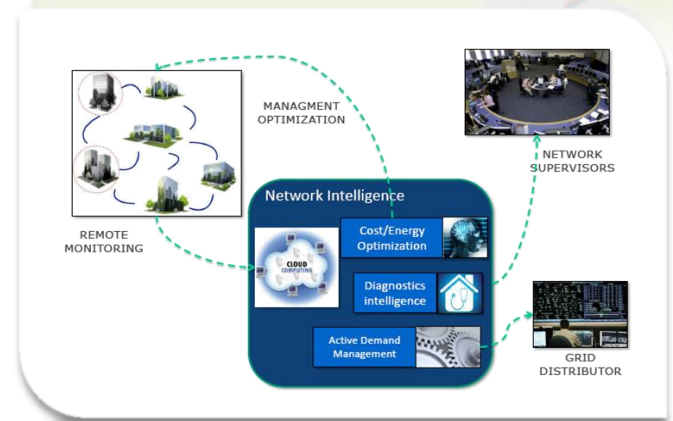 MANAGMENT
OPTIMIZATION
NETWORK
SUPERVISORS
REMOTE
MONITORING
Network Intelligence
CLOUD
COMPUTING
Cost/Energy
Optimization
Diagnostics
intelligence
Active Demand
Management
GRID
DISTRIBUTOR